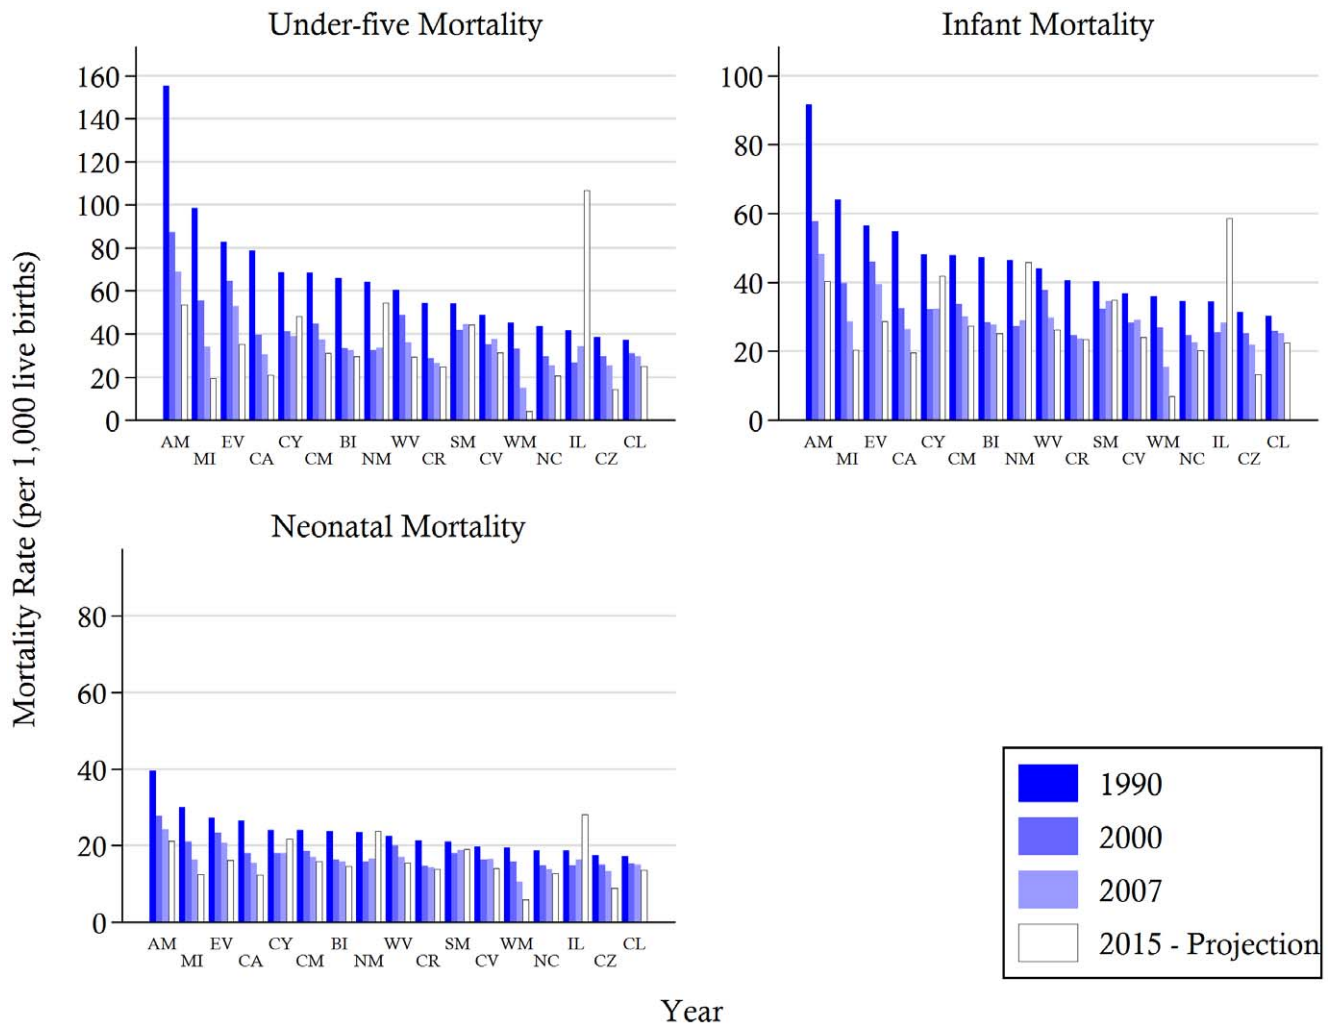 Under-five Mortality
160
140
120
100
80
60
40
20
0
AM MI EV CA CY CM BI NM WV CR SM CV WM NC IL CZ CL
Infant Mortality
100
80
60
40
20
0
AM MI EV CA CY CM BI NM WV CR SM CV WM NC IL CZ CL
Mortality Rate (per 1,000 live births)
Neonatal Mortality
80
60
40
20
0
AM MI EV CA CY CM BI NM WV CR SM CV WM NC IL CZ CL
1990
2000
2007
2015 - Projection
Year